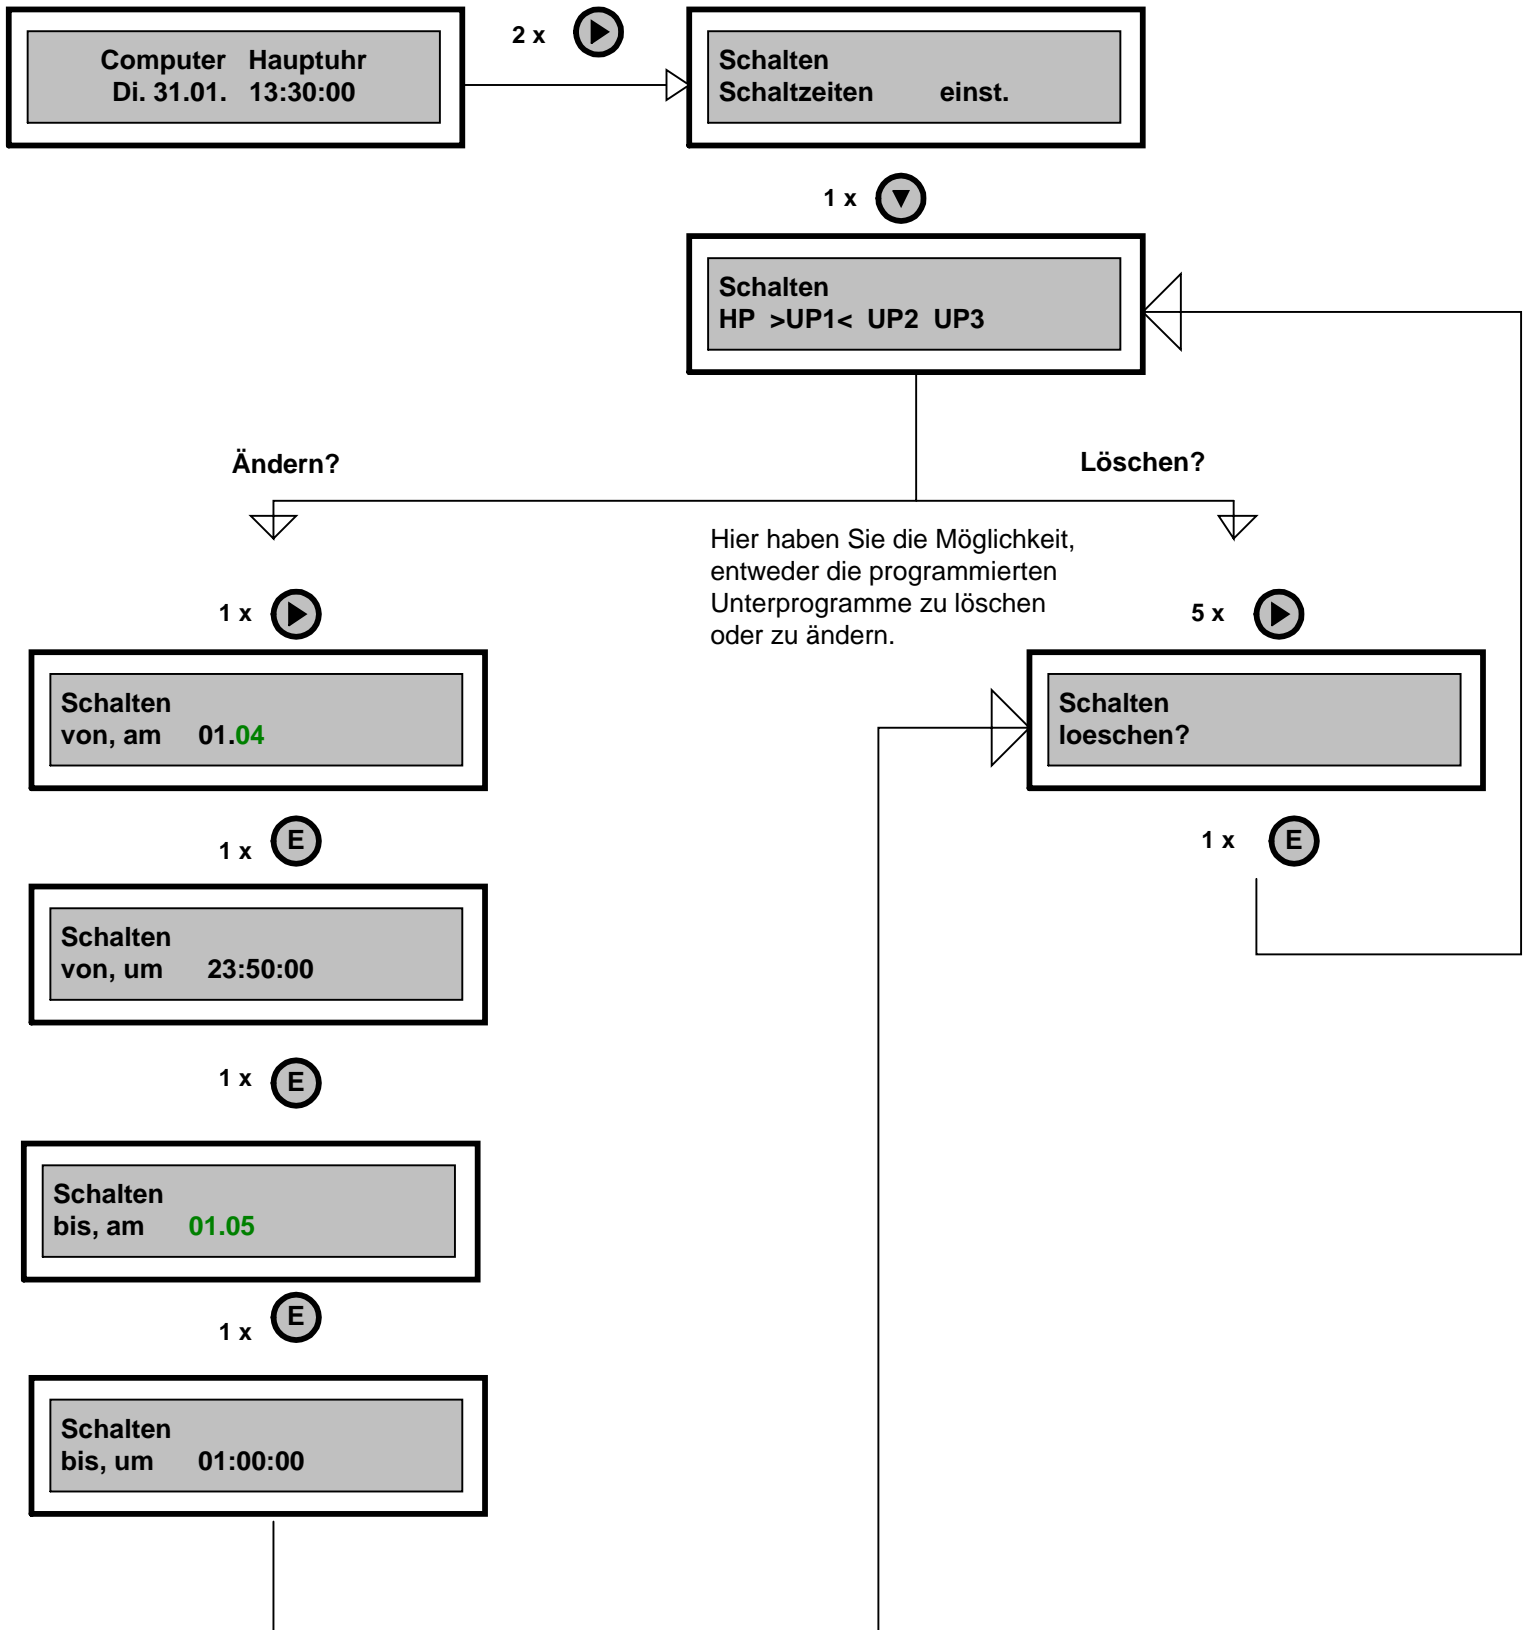 Computer Hauptuhr
Di. 31.01. 13:30:00
2 x
Schalten
Schaltzeiten einst.
1 x
Schalten
HP >UP1< UP2 UP3
Ändern?
Löschen?
Hier haben Sie die Möglichkeit,
entweder die programmierten
Unterprogramme zu löschen
oder zu ändern.
1 x
Schalten
von, am 01.04
1 x E
Schalten
von, um 23:50:00
1 x E
Schalten
bis, am 01.05
1 x E
Schalten
bis, um 01:00:00
5 x
Schalten
loeschen?
1 x E